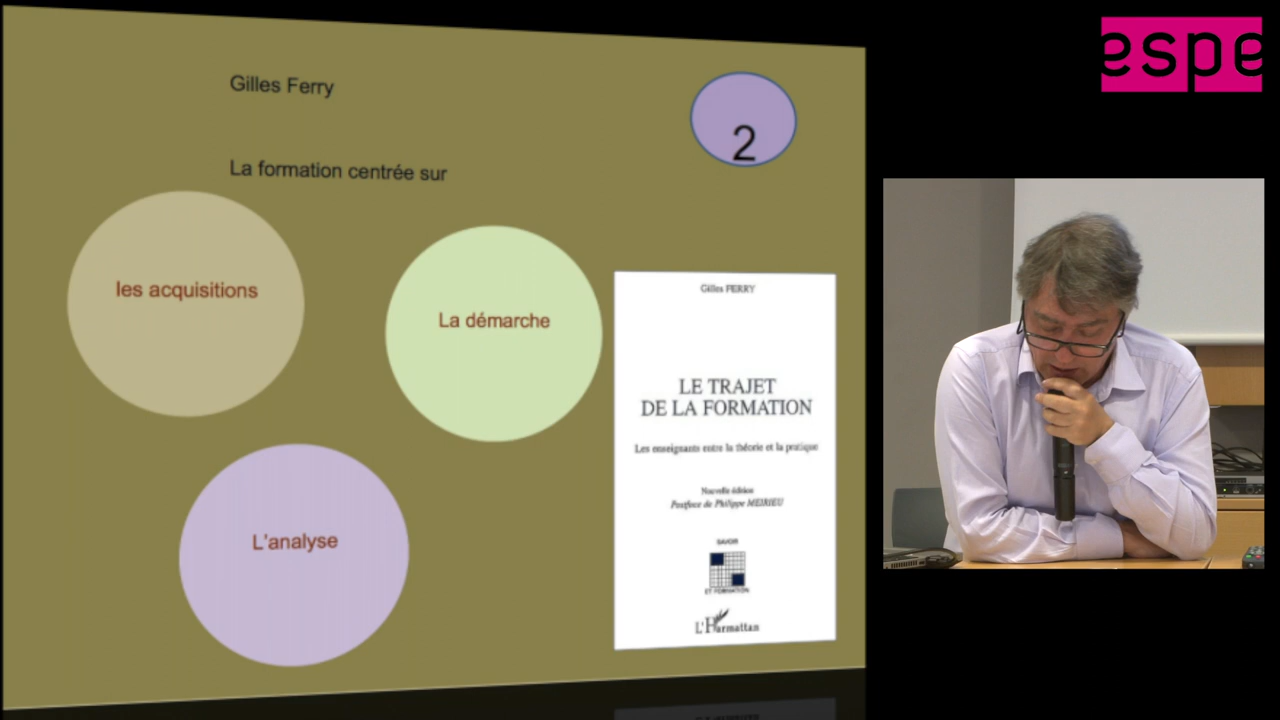 espe
Gilles Ferry
2
La formation centrée sur
les acquisitions
La démarche
L'analyse
Gilles FERRY
LE TRAJET
DE LA FORMATION
Les enseignants entre la théorie et la pratique
Nouvelle édition
Postface de Philippe MEIRIEU
SAVOIR
ET FORMATION
L'Harmattan